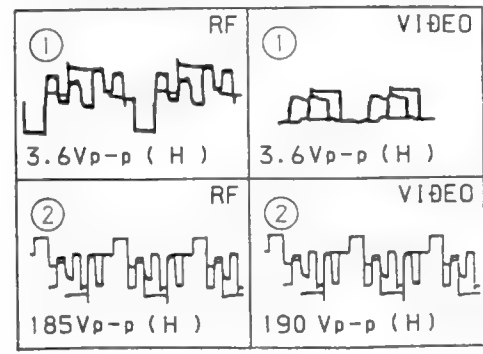 ① RF
3.6Vp-p (H)
① VIDEO
3.6Vp-p (H)
② RF
185Vp-p (H)
② VIDEO
190 Vp-p (H)